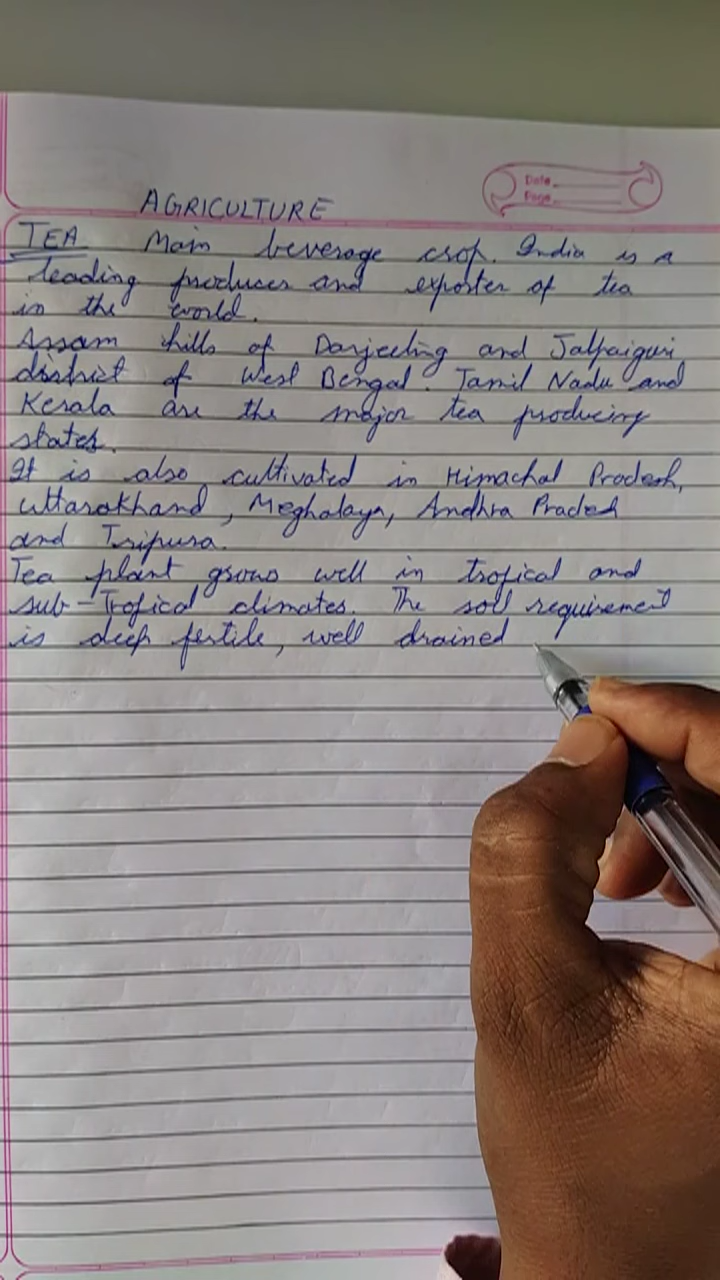 Date
Page
AGRICULTURE
TEA Main beverage crop. India is a
leading producer and exporter of tea
in the world.
Assam hills of Darjeeling and Jalpaiguri
district of West Bengal. Tamil Nadu and
Kerala are the major tea producing
states.
It is also cultivated in Himachal Pradesh,
Uttarakhand, Meghalaya, Andhra Pradesh
and Tripura.
Tea plant grows well in tropical and
sub-Tropical climates. The soil requirement
is deep fertile, well drained